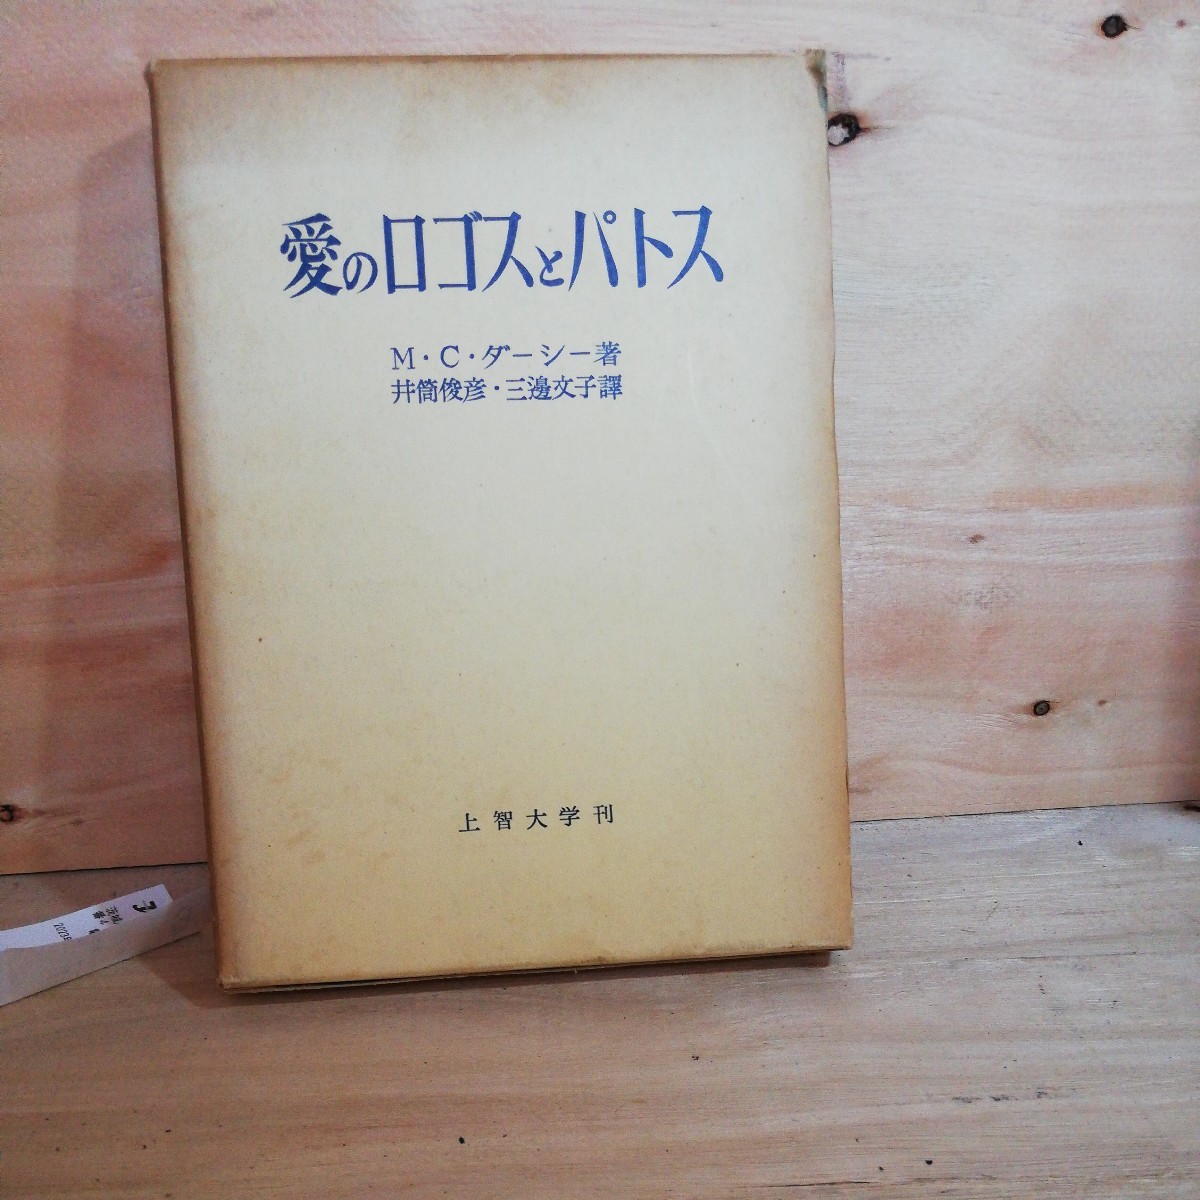 愛のロゴスとパトス
M・C・ダーシー著
井筒俊彦・三邊文子譯
上智大学刊